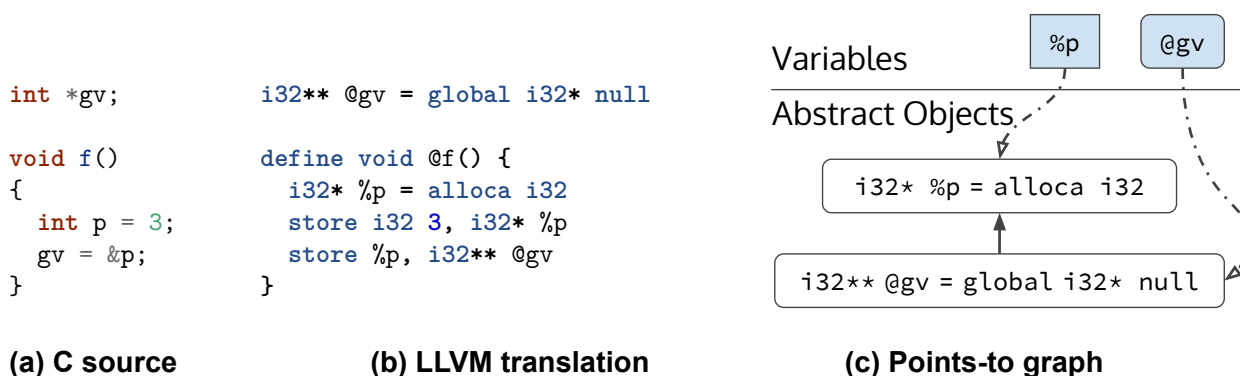 int *gv;
void f()
{
int p = 3;
gv = &p;
}
(a) C source
i32** @gv = global i32* null
define void @f() {
i32* %p = alloca i32
store i32 3, i32* %p
store %p, i32** @gv
}
(b) LLVM translation
%p
@gv
Variables
Abstract Objects
i32* %p = alloca i32
i32** @gv = global i32* null
(c) Points-to graph